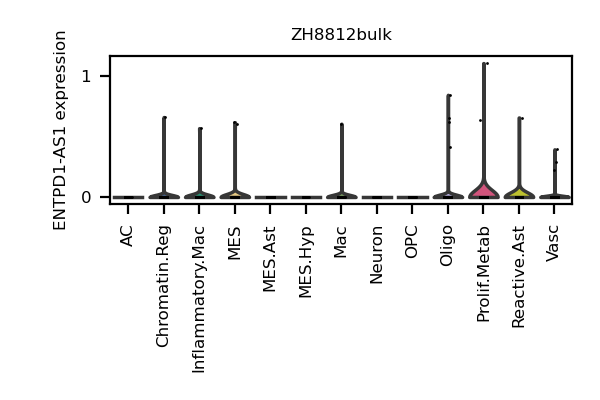 ZH8812bulk
ENTPD1-AS1 expression
1
0
AC
Chromatin.Reg
Inflammatory.Mac
MES
MES.Ast
MES.Hyp
Mac
Neuron
OPC
Oligo
Prolif.Metab
Reactive.Ast
Vasc